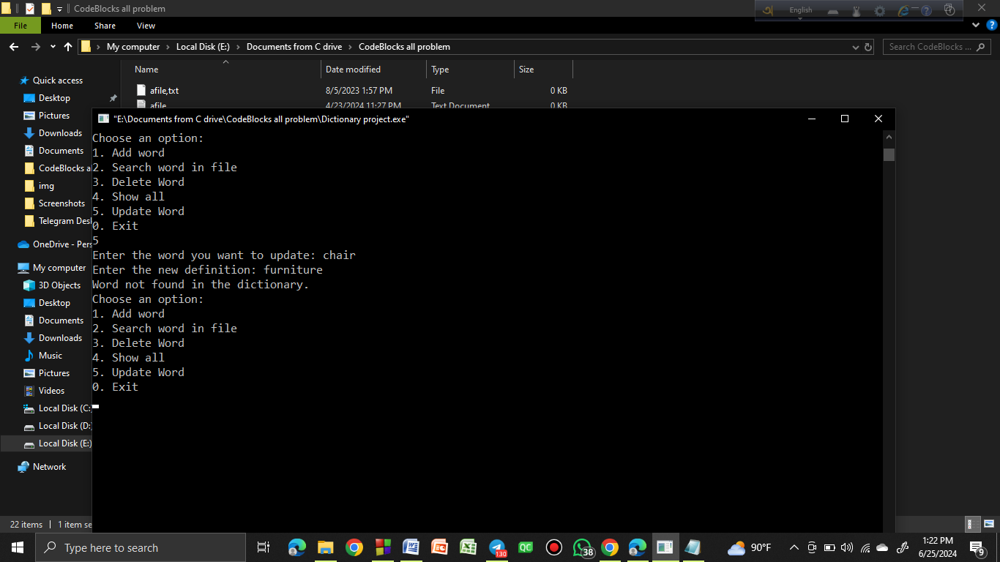 CodeBlocks all problem
English
File Home Share View
My computer Local Disk (E:) Documents from C drive CodeBlocks all problem
Search CodeBlocks ...
Name Date modified Type Size
Quick access
afile,txt 8/5/2023 1:57 PM File 0 KB
Desktop
afile 4/23/2024 11:27 PM Text Document 0 KB
Pictures
Downloads
Documents
CodeBlocks a
img
Screenshots
Telegram Desk
OneDrive - Pers
My computer
3D Objects
Desktop
Documents
Downloads
Music
Pictures
Videos
Local Disk (C:
Local Disk (D:
Local Disk (E:)
Network
"E:\Documents from C drive\CodeBlocks all problem\Dictionary project.exe"
Choose an option:
1. Add word
2. Search word in file
3. Delete Word
4. Show all
5. Update Word
0. Exit
5
Enter the word you want to update: chair
Enter the new definition: furniture
Word not found in the dictionary.
Choose an option:
1. Add word
2. Search word in file
3. Delete Word
4. Show all
5. Update Word
0. Exit
22 items 1 item se
Type here to search
QC
130
38
90°F
1:22 PM
6/25/2024
9